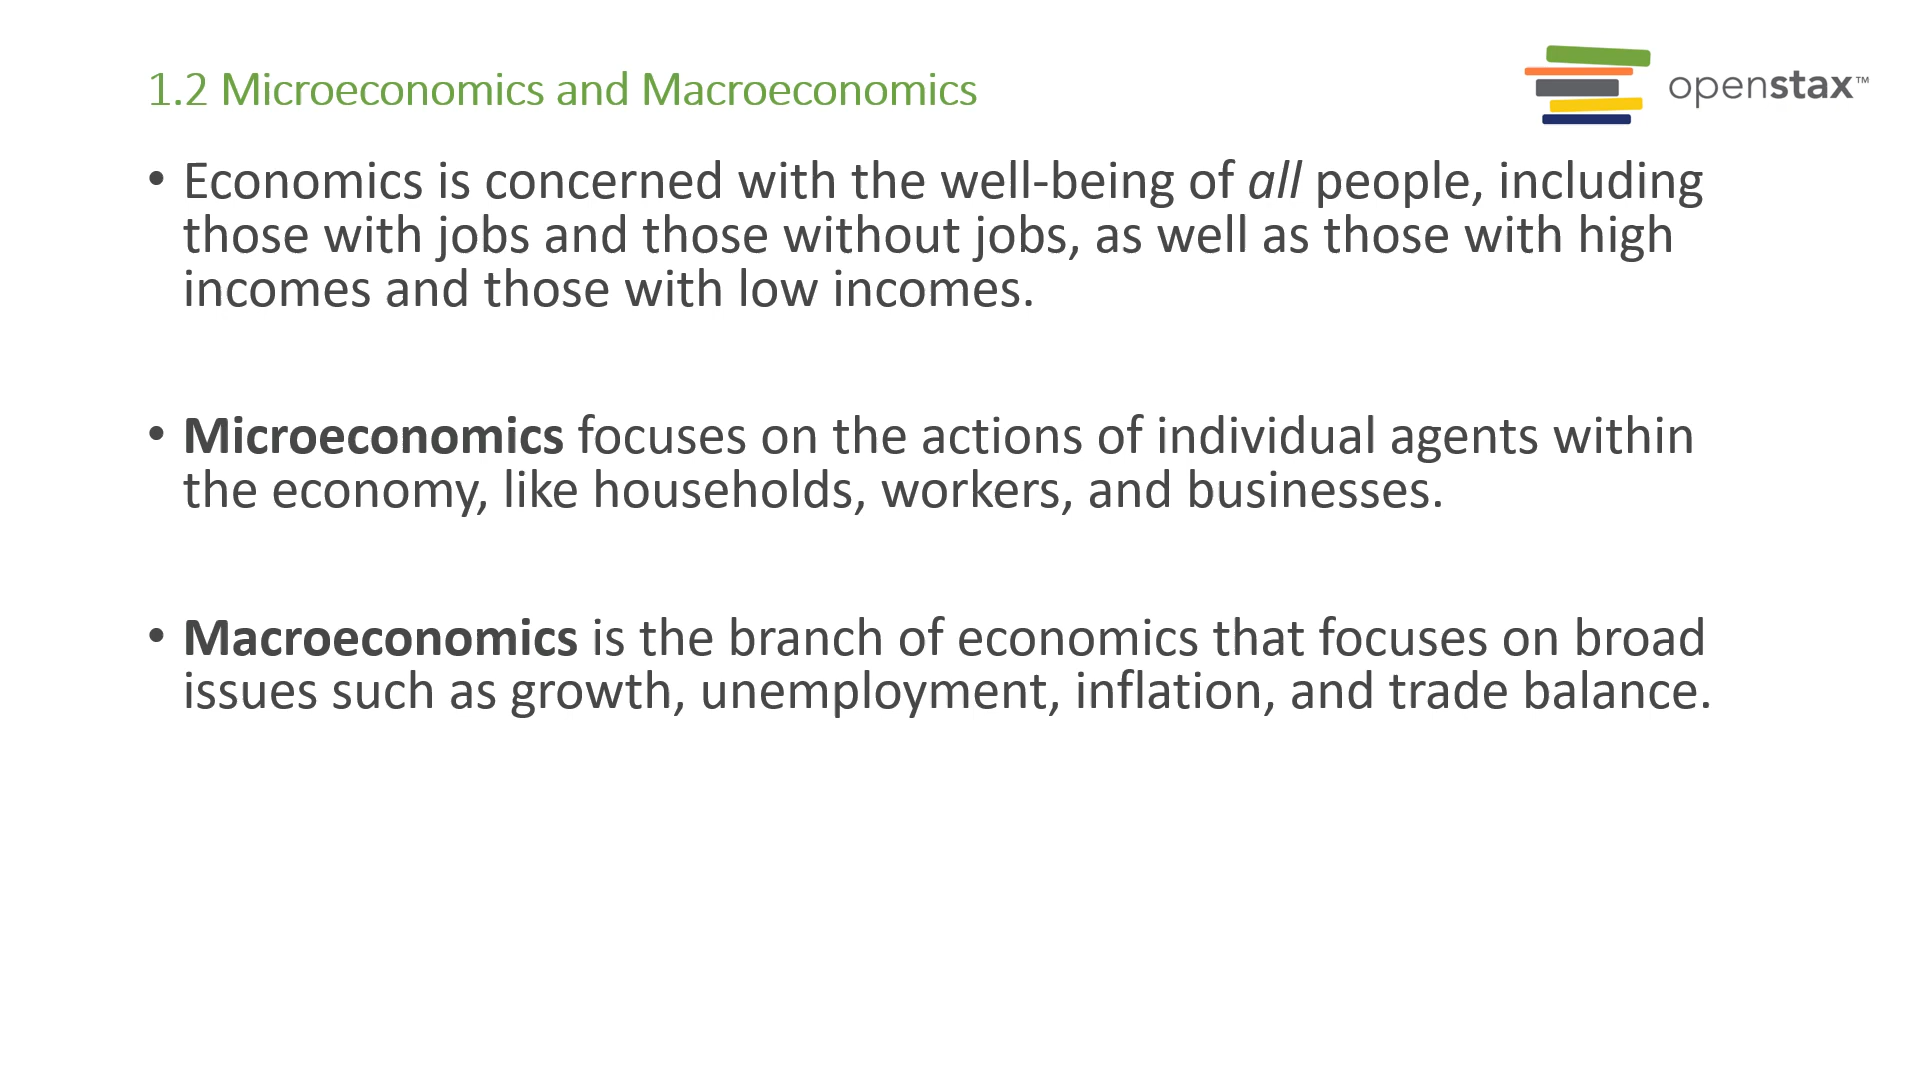 1.2 Microeconomics and Macroeconomics
openstax™
• Economics is concerned with the well-being of all people, including
those with jobs and those without jobs, as well as those with high
incomes and those with low incomes.
• Microeconomics focuses on the actions of individual agents within
the economy, like households, workers, and businesses.
• Macroeconomics is the branch of economics that focuses on broad
issues such as growth, unemployment, inflation, and trade balance.